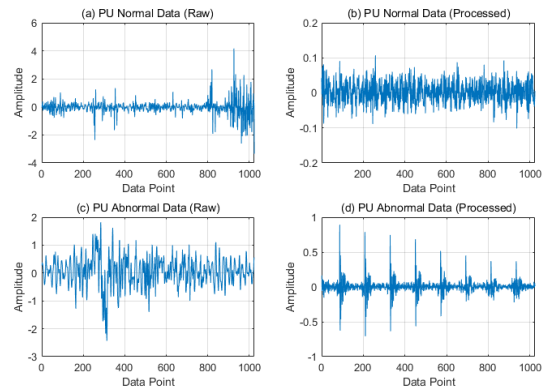 (a) PU Normal Data (Raw)
6
4
2
0
-2
-4
Amplitude
0 200 400 600 800 1000
Data Point
(b) PU Normal Data (Processed)
0.2
0.1
0
-0.1
-0.2
Amplitude
0 200 400 600 800 1000
Data Point
(c) PU Abnormal Data (Raw)
2
1
0
-1
-2
-3
Amplitude
0 200 400 600 800 1000
Data Point
(d) PU Abnormal Data (Processed)
1
0.5
0
-0.5
-1
Amplitude
0 200 400 600 800 1000
Data Point